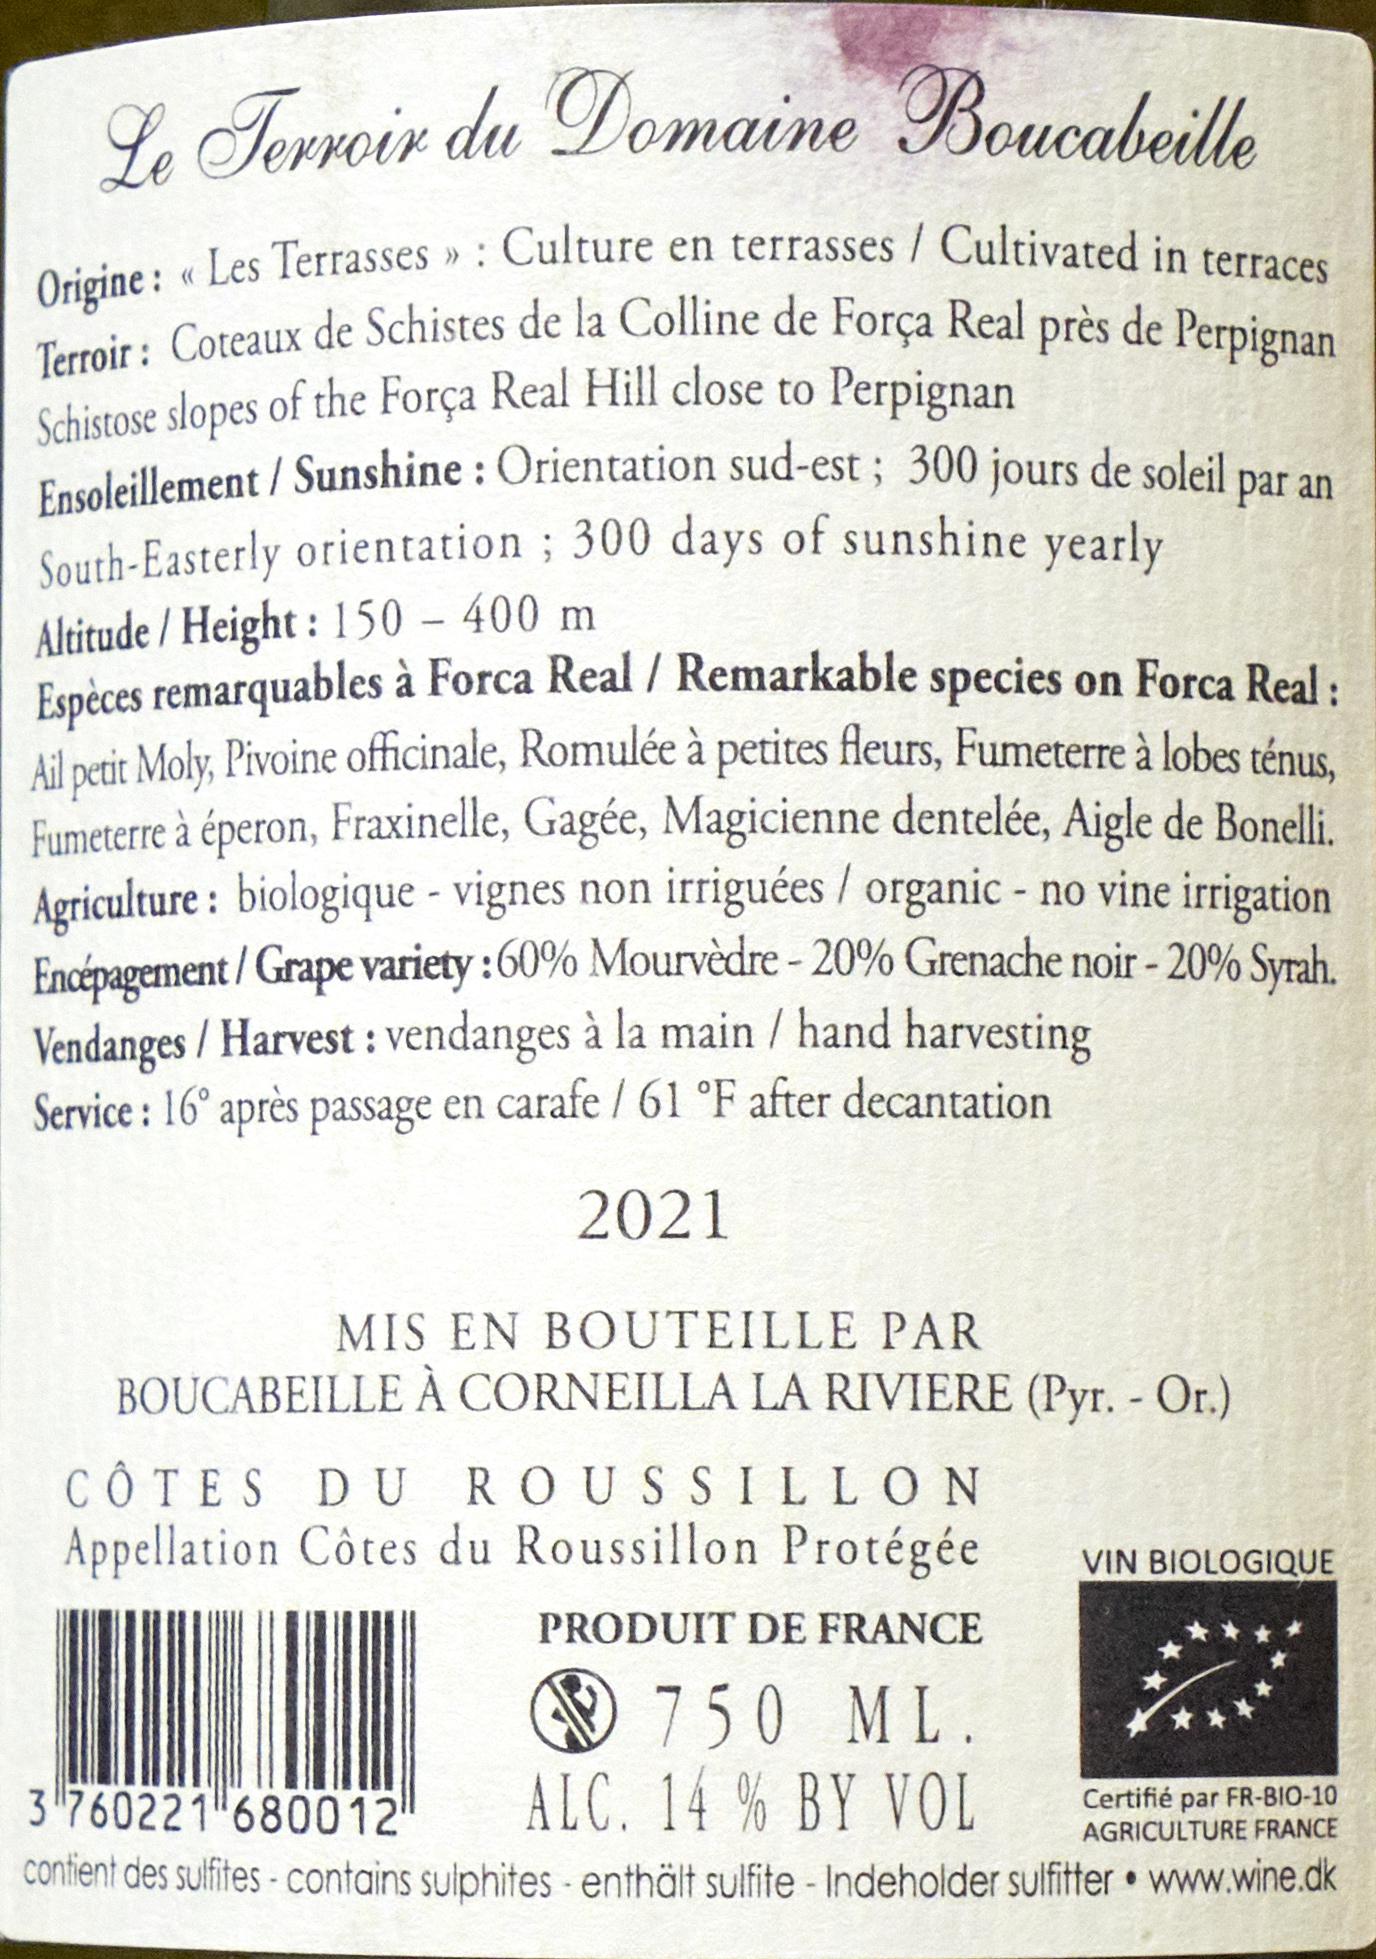 Le Terroir du Domaine Boucabeille
Origine : « Les Terrasses » : Culture en terrasses / Cultivated in terraces
Terroir : Coteaux de Schistes de la Colline de Força Real près de Perpignan
Schistose slopes of the Força Real Hill close to Perpignan
Ensoleillement / Sunshine : Orientation sud-est ; 300 jours de soleil par an
South-Easterly orientation ; 300 days of sunshine yearly
Altitude / Height : 150 – 400 m
Espèces remarquables à Forca Real / Remarkable species on Forca Real :
Ail petit Moly, Pivoine officinale, Romulée à petites fleurs, Fumeterre à lobes ténus,
Fumeterre à éperon, Fraxinelle, Gagée, Magicienne dentelée, Aigle de Bonelli.
Agriculture : biologique - vignes non irriguées / organic - no vine irrigation
Encépagement / Grape variety : 60% Mourvèdre - 20% Grenache noir - 20% Syrah.
Vendanges / Harvest : vendanges à la main / hand harvesting
Service : 16° après passage en carafe / 61 °F after decantation
2021
MIS EN BOUTEILLE PAR
BOUCABEILLE À CORNEILLA LA RIVIERE (Pyr. - Or.)
CÔTES DU ROUSSILLON
Appellation Côtes du Roussillon Protégée
VIN BIOLOGIQUE
PRODUIT DE FRANCE
750 ML.
ALC. 14 % BY VOL
3 760221 680012
Certifié par FR-BIO-10
AGRICULTURE FRANCE
contient des sulfites - contains sulphites - enthält sulfite - Indeholder sulfitter • www.wine.dk